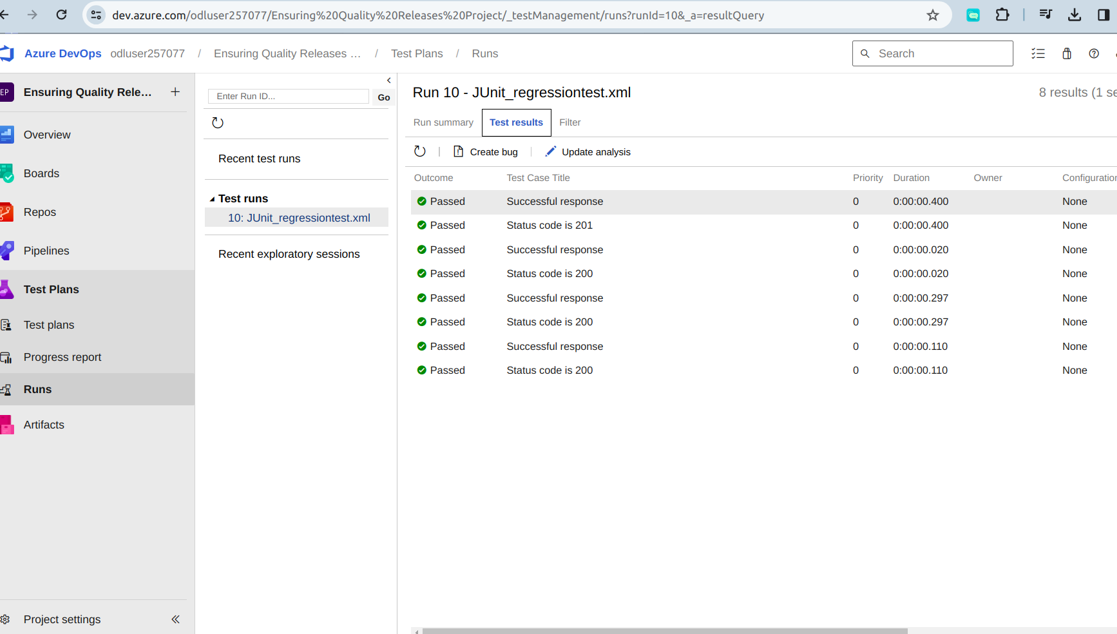 dev.azure.com/odluser257077/Ensuring%20Quality%20Releases%20Project/_testManagement/runs?runId=10&_a=resultQuery
Azure DevOps odluser257077 / Ensuring Quality Releases … / Test Plans / Runs
Search
EP Ensuring Quality Rele... +
Overview
Boards
Repos
Pipelines
Test Plans
Test plans
Progress report
Runs
Artifacts
Project settings
Enter Run ID... Go
Recent test runs
Test runs
10: JUnit_regressiontest.xml
Recent exploratory sessions
Run 10 - JUnit_regressiontest.xml
8 results (1 se
Run summary Test results Filter
Create bug Update analysis
Outcome Test Case Title Priority Duration Owner Configuration
Passed Successful response 0 0:00:00.400 None
Passed Status code is 201 0 0:00:00.400 None
Passed Successful response 0 0:00:00.020 None
Passed Status code is 200 0 0:00:00.020 None
Passed Successful response 0 0:00:00.297 None
Passed Status code is 200 0 0:00:00.297 None
Passed Successful response 0 0:00:00.110 None
Passed Status code is 200 0 0:00:00.110 None